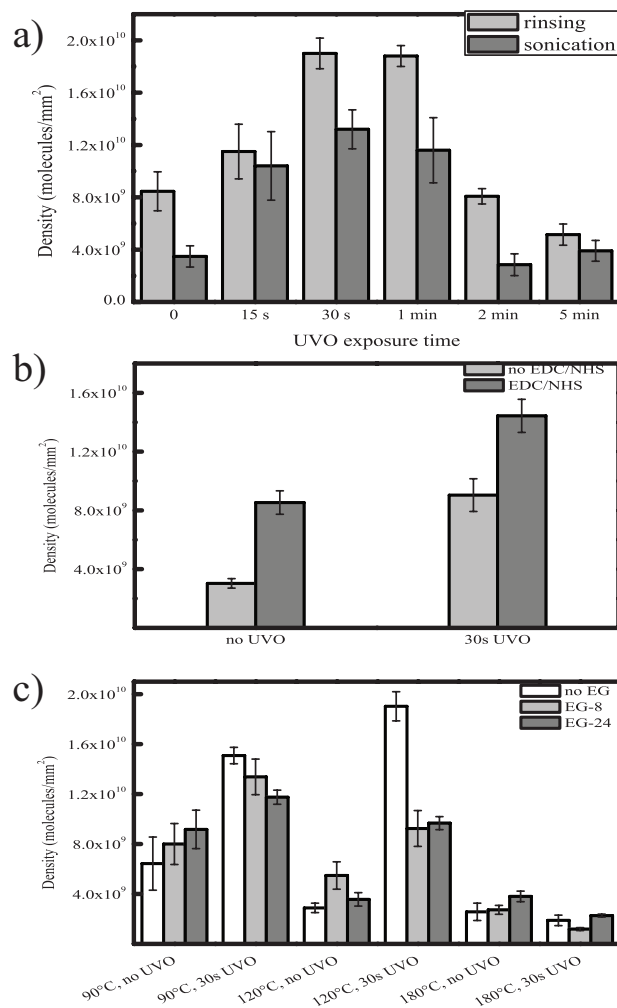 a)
rinsing
sonication
2.0x10^10
1.6x10^10
1.2x10^10
8.0x10^9
4.0x10^9
0.0
Density (molecules/mm^2)
0 15 s 30 s 1 min 2 min 5 min
UVO exposure time
b)
no EDC/NHS
EDC/NHS
1.6x10^10
1.2x10^10
8.0x10^9
4.0x10^9
Density (molecules/mm^2)
no UVO 30s UVO
c)
no EG
EG-8
EG-24
2.0x10^10
1.6x10^10
1.2x10^10
8.0x10^9
4.0x10^9
Density (molecules/mm^2)
90°C, no UVO
90°C, 30s UVO
120°C, no UVO
120°C, 30s UVO
180°C, no UVO
180°C, 30s UVO